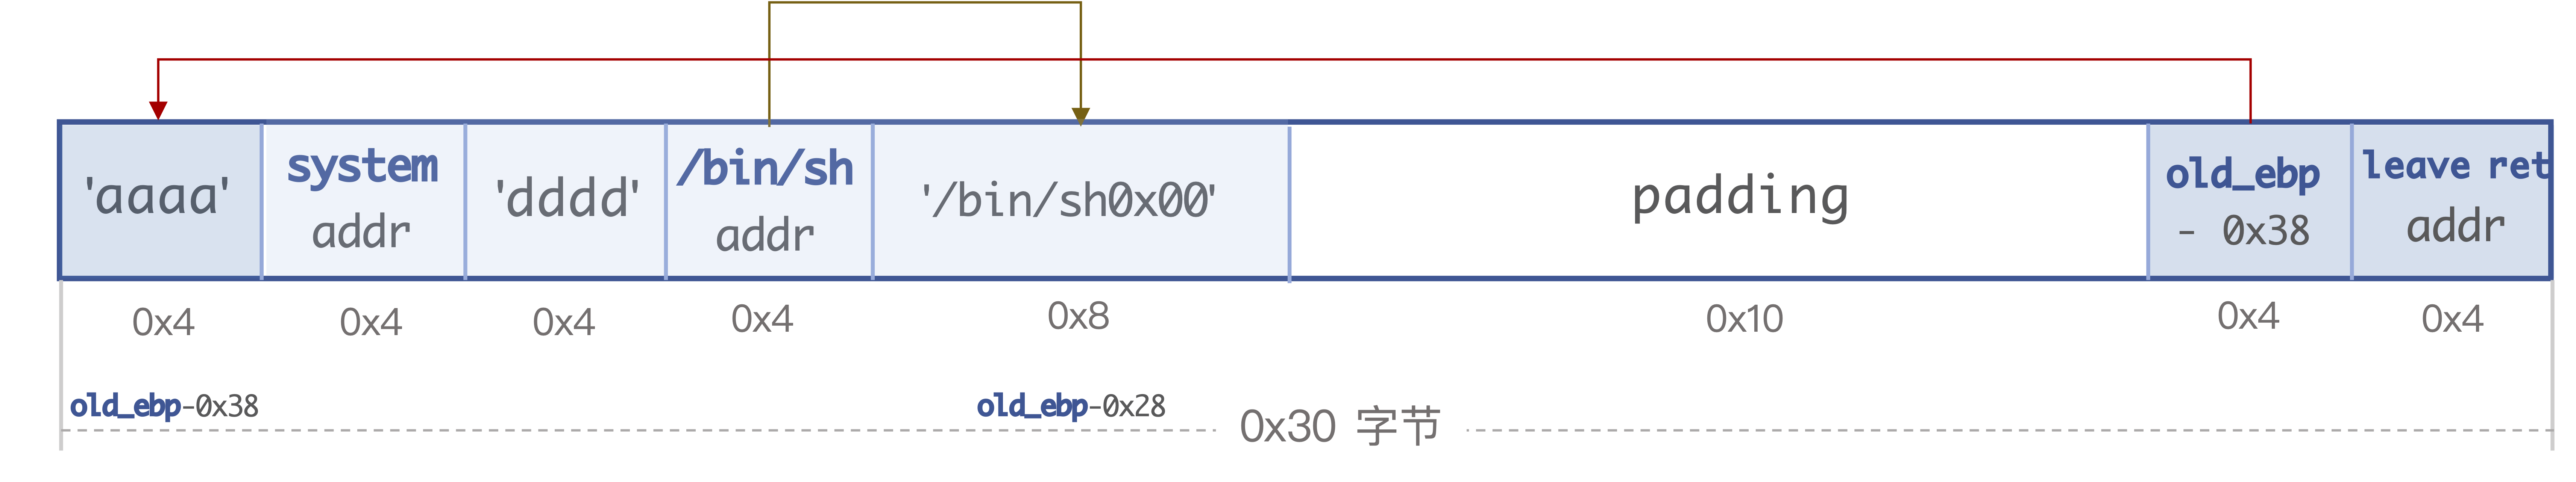 'aaaa'
system
addr
'dddd'
/bin/sh
addr
'/bin/sh0x00'
padding
old_ebp
- 0x38
leave ret
addr
0x4
0x4
0x4
0x4
0x8
0x10
0x4
0x4
old_ebp-0x38
old_ebp-0x28
0x30 字节